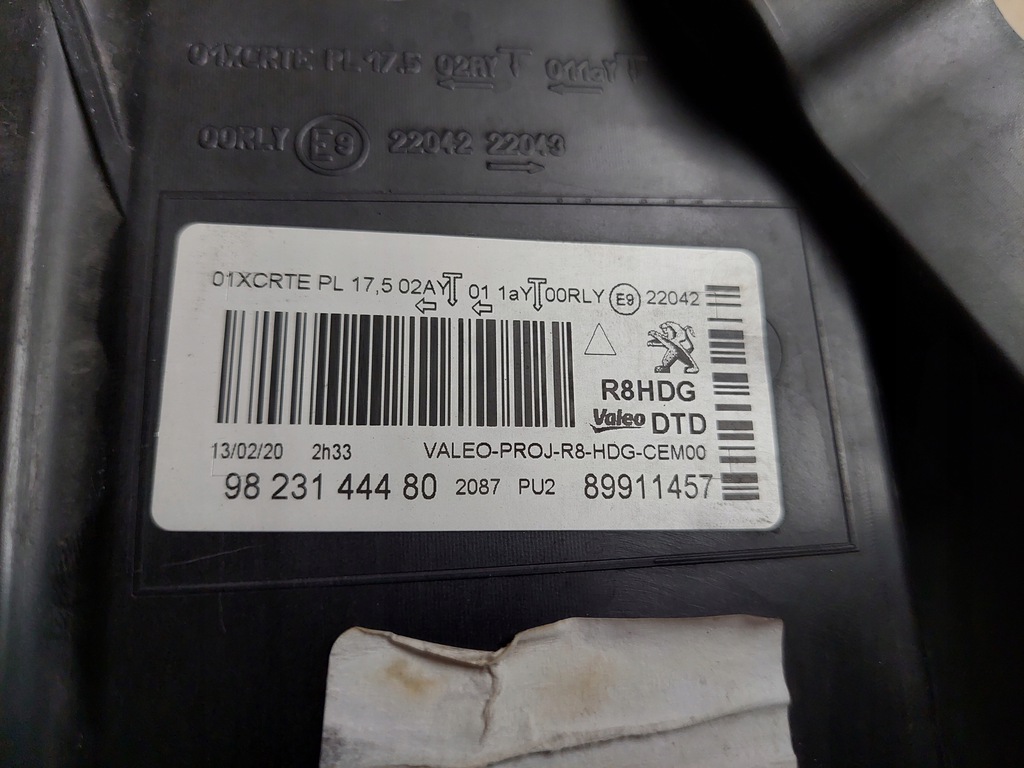 01XCRTE PL 17.5 02AY 011aY
00RLY E9 22042 22043
01XCRTE PL 17,5 02AY 01 1aY 00RLY E9 22042
R8HDG
Valeo DTD
13/02/20 2h33 VALEO-PROJ-R8-HDG-CEM00
98 231 444 80 2087 PU2 89911457